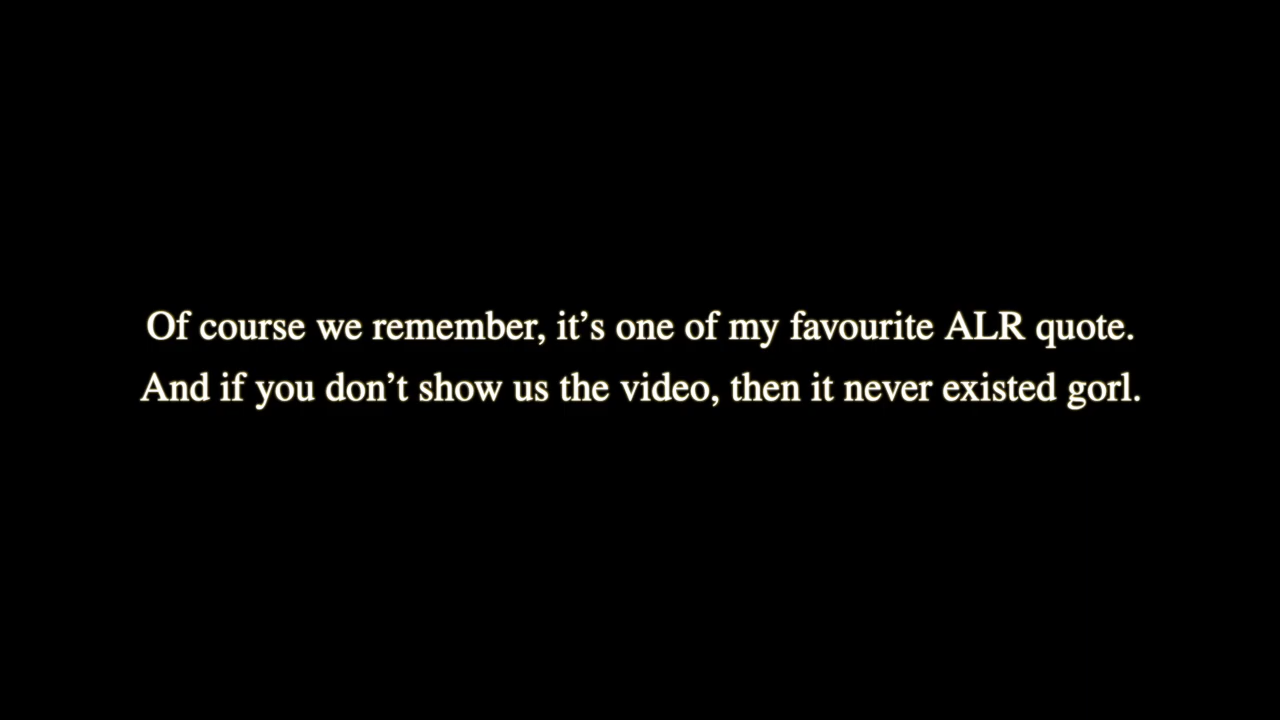 Of course we remember, it’s one of my favourite ALR quote.
And if you don’t show us the video, then it never existed gorl.